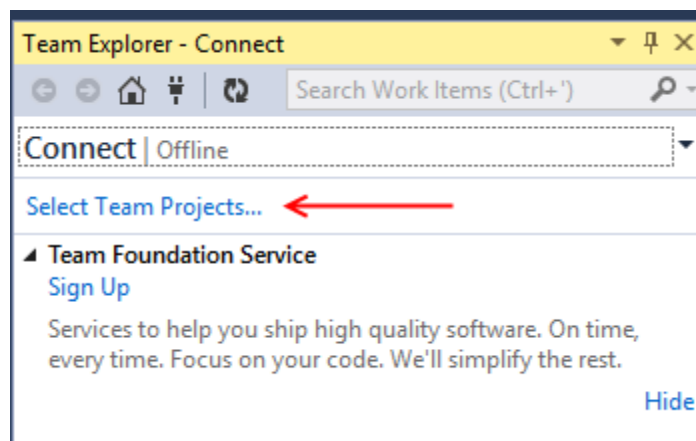 Team Explorer - Connect
Search Work Items (Ctrl+')
Connect | Offline
Select Team Projects...
Team Foundation Service
Sign Up
Services to help you ship high quality software. On time,
every time. Focus on your code. We'll simplify the rest.
Hide